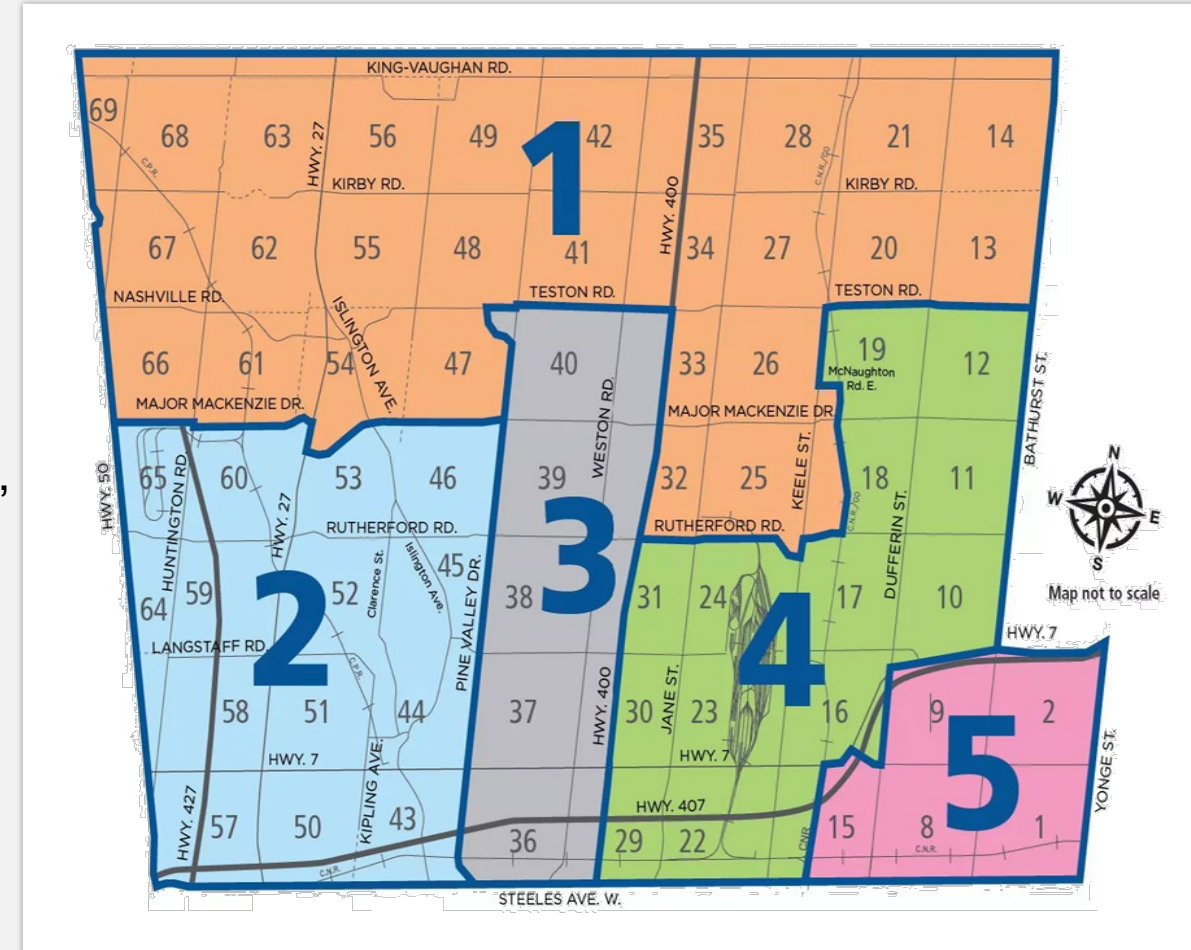 KING-VAUGHAN RD.
69
68
63
HWY. 27
56
49
1
42
35
28
21
14
C.P.R.
C.N.R./GO
KIRBY RD.
HWY. 400
KIRBY RD.
67
62
55
48
41
34
27
20
13
NASHVILLE RD.
ISLINGTON AVE.
TESTON RD.
TESTON RD.
66
61
54
47
40
33
26
19
McNaughton
Rd. E.
12
BATHURST ST.
MAJOR MACKENZIE DR.
WESTON RD.
MAJOR MACKENZIE DR.
,
HWY. 50
65
HUNTINGTON RD.
60
HWY. 27
53
46
39
32
25
KEELE ST.
18
C.N.R./GO
DUFFERIN ST.
11
N
W
E
S
RUTHERFORD RD.
RUTHERFORD RD.
64
59
2
52
Clarence St.
Islington Ave.
45
PINE VALLEY DR.
38
3
31
24
4
17
10
Map not to scale
LANGSTAFF RD.
C.P.R.
HWY. 7
58
51
44
37
HWY. 400
30
JANE ST.
23
16
9
5
2
HWY. 7
HWY. 7
YONGE ST.
HWY. 427
57
50
KIPLING AVE.
43
36
HWY. 407
29
22
CNR
15
8
1
C.N.R.
C.N.R.
STEELES AVE. W.